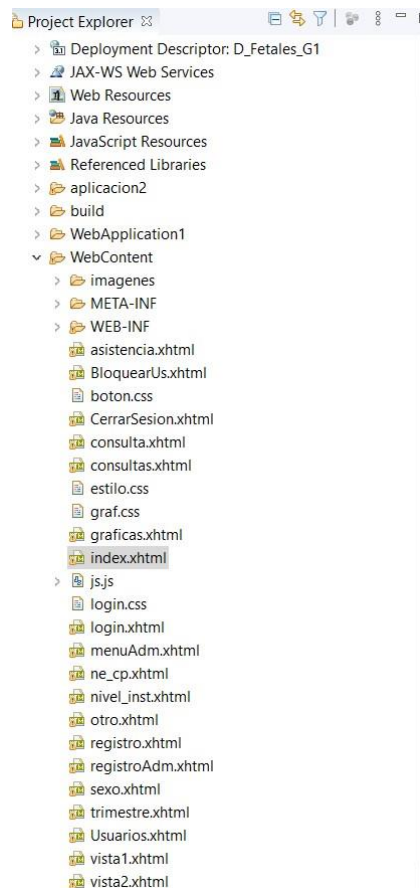 Project Explorer
Deployment Descriptor: D_Fetales_G1
JAX-WS Web Services
Web Resources
Java Resources
JavaScript Resources
Referenced Libraries
aplicacion2
build
WebApplication1
WebContent
imagenes
META-INF
WEB-INF
asistencia.xhtml
BloquearUs.xhtml
boton.css
CerrarSesion.xhtml
consulta.xhtml
consultas.xhtml
estilo.css
graf.css
graficas.xhtml
index.xhtml
js.js
login.css
login.xhtml
menuAdm.xhtml
ne_cp.xhtml
nivel_inst.xhtml
otro.xhtml
registro.xhtml
registroAdm.xhtml
sexo.xhtml
trimestre.xhtml
Usuarios.xhtml
vista1.xhtml
vista2.xhtml